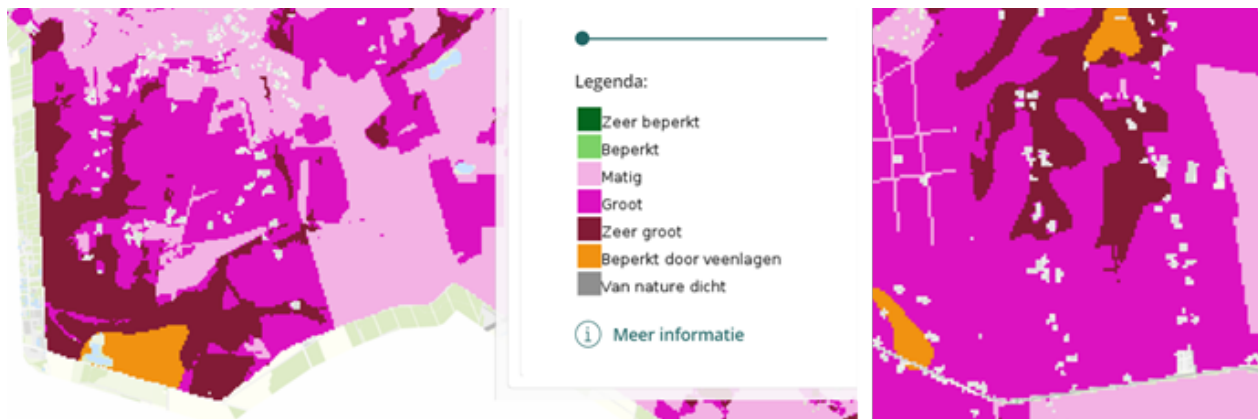 Legenda:
Zeer beperkt
Beperkt
Matig
Groot
Zeer groot
Beperkt door veenlagen
Van nature dicht
i Meer informatie